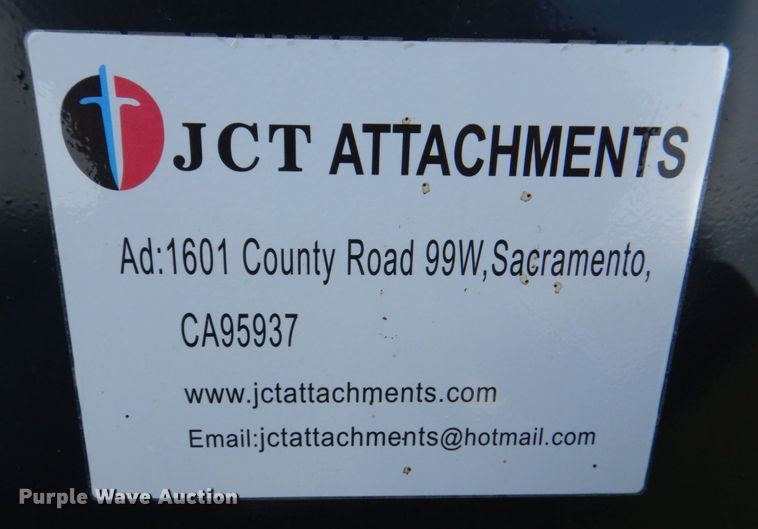 JCT ATTACHMENTS
Ad:1601 County Road 99W,Sacramento,
CA95937
www.jctattachments.com
Email:jctattachments@hotmail.com
Purple Wave Auction